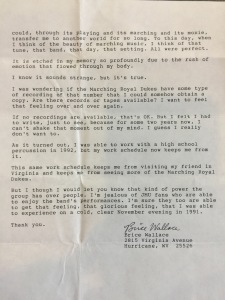 could, through its playing and its marching and its music,
transfer me to another world for so long. To this day, when
I think of the beauty of marching music, I think of that
tune, that band, that day, that setting. All were perfect.
It is etched in my memory so profoundly due to the rush of
emotion that flowed through my body.
I know it sounds strange, but it's true.
I was wondering if the Marching Royal Dukes have some type
of recording of that number that I could somehow obtain a
copy. Are there records or tapes available? I want to feel
that feeling over and over again.
If no recordings are available, that's OK. But I felt I had
to write, just to see, because for some two years now, I
can't shake that moment out of my mind. I guess I really
don't want to.
As it turned out, I was able to work with a high school
percussion in 1992, but my work schedule now keeps me from
it.
This same work schedule keeps me from visiting my friend in
Virginia and keeps me from seeing more of the Marching Royal
Dukes.
But I though I would let you know that kind of power the
group has over people. I'm jealous of JMU fans who are able
to enjoy the band's performances. I'm sure they too are able
to get that feeling, that glorious feeling, that I was able
to experience on a cold, clear November evening in 1991.
Thank you.
Brice Wallace
Brice Wallace
2815 Virginia Avenue
Hurricane, WV 25526